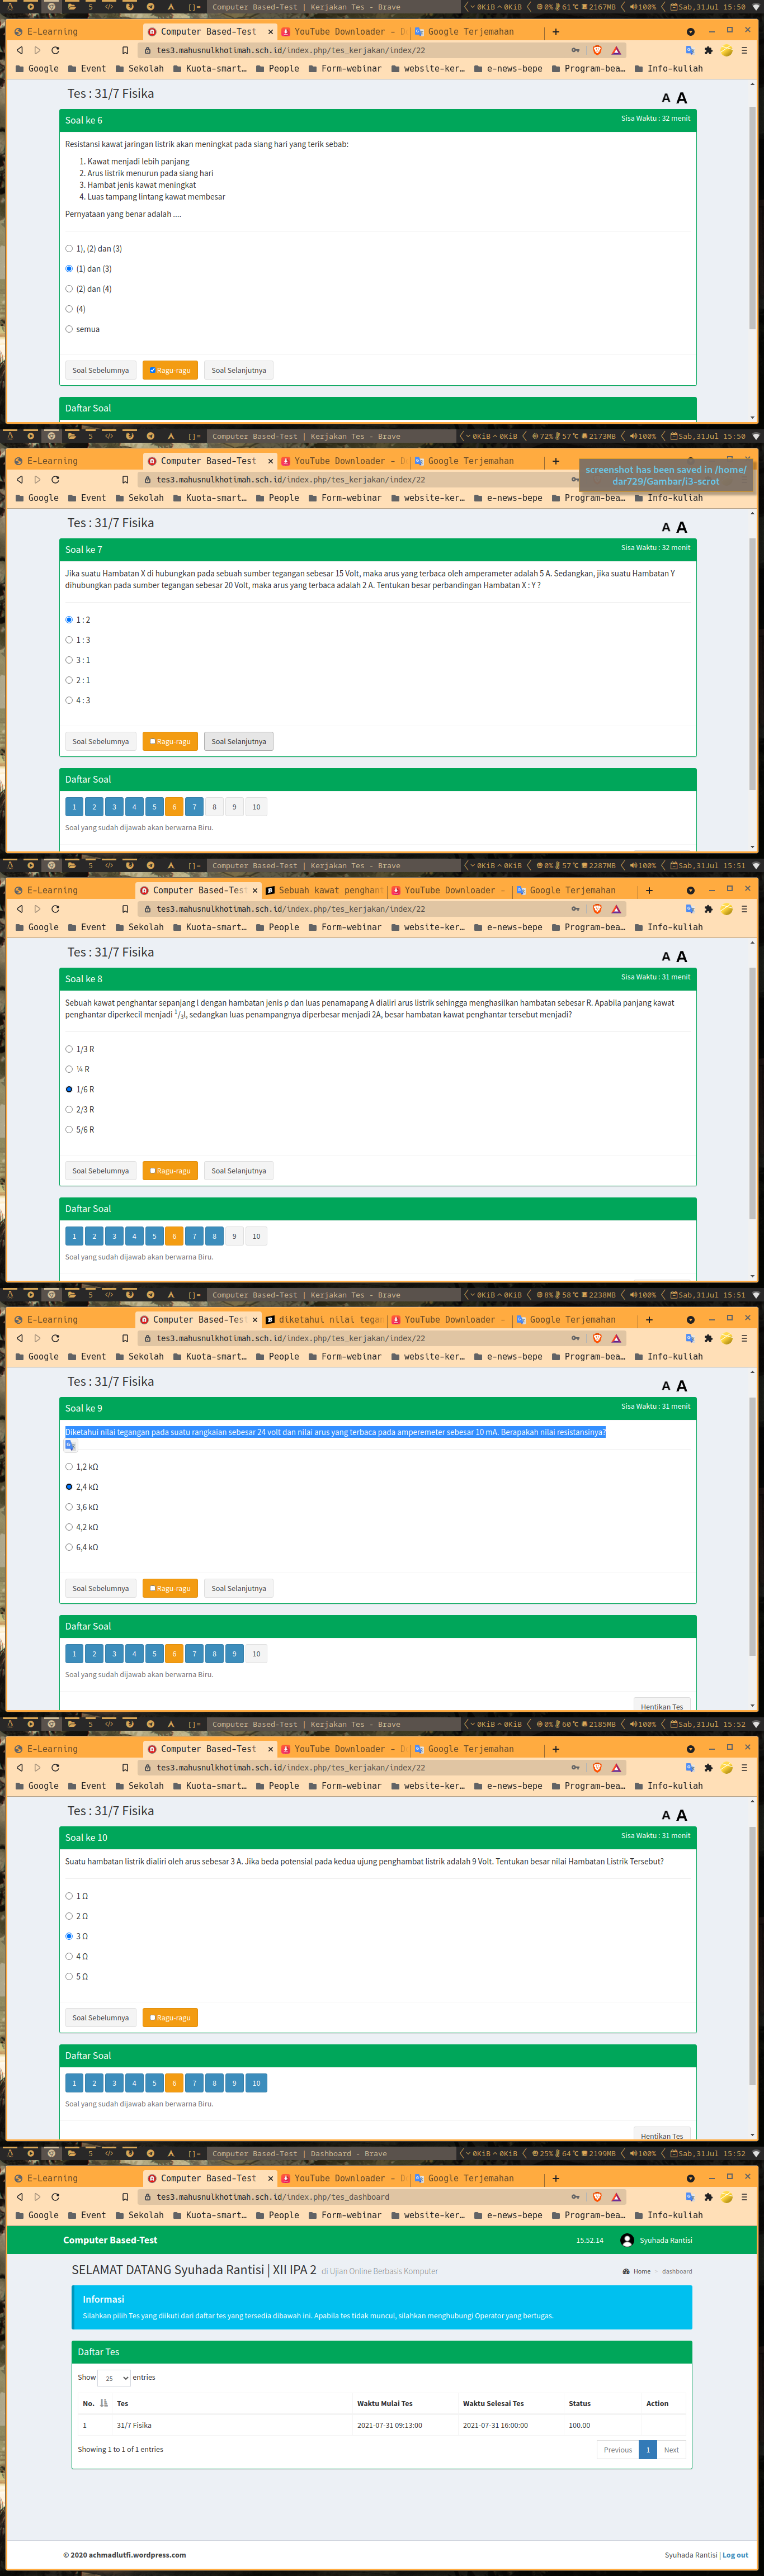 5 []= Computer Based-Test | Kerjakan Tes - Brave 0KiB 0KiB 0% 61℃ 2167MB 100% Sab,31Jul 15:50
E-Learning Computer Based-Test YouTube Downloader - D Google Terjemahan
tes3.mahusnulkhotimah.sch.id/index.php/tes_kerjakan/index/22
Google Event Sekolah Kuota-smart… People Form-webinar website-ker… e-news-bepe Program-bea… Info-kuliah
Tes : 31/7 Fisika A A
Soal ke 6 Sisa Waktu : 32 menit
Resistansi kawat jaringan listrik akan meningkat pada siang hari yang terik sebab:
1. Kawat menjadi lebih panjang
2. Arus listrik menurun pada siang hari
3. Hambat jenis kawat meningkat
4. Luas tampang lintang kawat membesar
Pernyataan yang benar adalah ....
1), (2) dan (3)
(1) dan (3)
(2) dan (4)
(4)
semua
Soal Sebelumnya Ragu-ragu Soal Selanjutnya
Daftar Soal
5 []= Computer Based-Test | Kerjakan Tes - Brave 0KiB 0KiB 72% 57℃ 2173MB 100% Sab,31Jul 15:50
E-Learning Computer Based-Test YouTube Downloader - D Google Terjemahan
screenshot has been saved in /home/
dar729/Gambar/i3-scrot
tes3.mahusnulkhotimah.sch.id/index.php/tes_kerjakan/index/22
Google Event Sekolah Kuota-smart… People Form-webinar website-ker… e-news-bepe Program-bea… Info-kuliah
Tes : 31/7 Fisika A A
Soal ke 7 Sisa Waktu : 32 menit
Jika suatu Hambatan X di hubungkan pada sebuah sumber tegangan sebesar 15 Volt, maka arus yang terbaca oleh amperameter adalah 5 A. Sedangkan, jika suatu Hambatan Y
dihubungkan pada sumber tegangan sebesar 20 Volt, maka arus yang terbaca adalah 2 A. Tentukan besar perbandingan Hambatan X : Y ?
1 : 2
1 : 3
3 : 1
2 : 1
4 : 3
Soal Sebelumnya Ragu-ragu Soal Selanjutnya
Daftar Soal
1 2 3 4 5 6 7 8 9 10
Soal yang sudah dijawab akan berwarna Biru.
5 []= Computer Based-Test | Kerjakan Tes - Brave 0KiB 0KiB 0% 57℃ 2287MB 100% Sab,31Jul 15:51
E-Learning Computer Based-Tes Sebuah kawat penghan YouTube Downloader - Google Terjemahan
tes3.mahusnulkhotimah.sch.id/index.php/tes_kerjakan/index/22
Google Event Sekolah Kuota-smart… People Form-webinar website-ker… e-news-bepe Program-bea… Info-kuliah
Tes : 31/7 Fisika A A
Soal ke 8 Sisa Waktu : 31 menit
Sebuah kawat penghantar sepanjang l dengan hambatan jenis ρ dan luas penamapang A dialiri arus listrik sehingga menghasilkan hambatan sebesar R. Apabila panjang kawat
penghantar diperkecil menjadi 1/3l, sedangkan luas penampangnya diperbesar menjadi 2A, besar hambatan kawat penghantar tersebut menjadi?
1/3 R
¼ R
1/6 R
2/3 R
5/6 R
Soal Sebelumnya Ragu-ragu Soal Selanjutnya
Daftar Soal
1 2 3 4 5 6 7 8 9 10
Soal yang sudah dijawab akan berwarna Biru.
5 []= Computer Based-Test | Kerjakan Tes - Brave 0KiB 0KiB 8% 58℃ 2238MB 100% Sab,31Jul 15:51
E-Learning Computer Based-Tes diketahui nilai tega YouTube Downloader - Google Terjemahan
tes3.mahusnulkhotimah.sch.id/index.php/tes_kerjakan/index/22
Google Event Sekolah Kuota-smart… People Form-webinar website-ker… e-news-bepe Program-bea… Info-kuliah
Tes : 31/7 Fisika A A
Soal ke 9 Sisa Waktu : 31 menit
Diketahui nilai tegangan pada suatu rangkaian sebesar 24 volt dan nilai arus yang terbaca pada amperemeter sebesar 10 mA. Berapakah nilai resistansinya?
1,2 kΩ
2,4 kΩ
3,6 kΩ
4,2 kΩ
6,4 kΩ
Soal Sebelumnya Ragu-ragu Soal Selanjutnya
Daftar Soal
1 2 3 4 5 6 7 8 9 10
Soal yang sudah dijawab akan berwarna Biru.
Hentikan Tes
5 []= Computer Based-Test | Kerjakan Tes - Brave 0KiB 0KiB 0% 60℃ 2185MB 100% Sab,31Jul 15:52
E-Learning Computer Based-Test YouTube Downloader - D Google Terjemahan
tes3.mahusnulkhotimah.sch.id/index.php/tes_kerjakan/index/22
Google Event Sekolah Kuota-smart… People Form-webinar website-ker… e-news-bepe Program-bea… Info-kuliah
Tes : 31/7 Fisika A A
Soal ke 10 Sisa Waktu : 31 menit
Suatu hambatan listrik dialiri oleh arus sebesar 3 A. Jika beda potensial pada kedua ujung penghambat listrik adalah 9 Volt. Tentukan besar nilai Hambatan Listrik Tersebut?
1 Ω
2 Ω
3 Ω
4 Ω
5 Ω
Soal Sebelumnya Ragu-ragu
Daftar Soal
1 2 3 4 5 6 7 8 9 10
Soal yang sudah dijawab akan berwarna Biru.
Hentikan Tes
5 []= Computer Based-Test | Dashboard - Brave 0KiB 0KiB 25% 64℃ 2199MB 100% Sab,31Jul 15:52
E-Learning Computer Based-Test YouTube Downloader - D Google Terjemahan
tes3.mahusnulkhotimah.sch.id/index.php/tes_dashboard
Google Event Sekolah Kuota-smart… People Form-webinar website-ker… e-news-bepe Program-bea… Info-kuliah
Computer Based-Test 15.52.14 Syuhada Rantisi
SELAMAT DATANG Syuhada Rantisi | XII IPA 2 di Ujian Online Berbasis Komputer Home > dashboard
Informasi
Silahkan pilih Tes yang diikuti dari daftar tes yang tersedia dibawah ini. Apabila tes tidak muncul, silahkan menghubungi Operator yang bertugas.
Daftar Tes
Show 25 entries
No. Tes Waktu Mulai Tes Waktu Selesai Tes Status Action
1 31/7 Fisika 2021-07-31 09:13:00 2021-07-31 16:00:00 100.00
Showing 1 to 1 of 1 entries Previous 1 Next
© 2020 achmadlutfi.wordpress.com Syuhada Rantisi | Log out